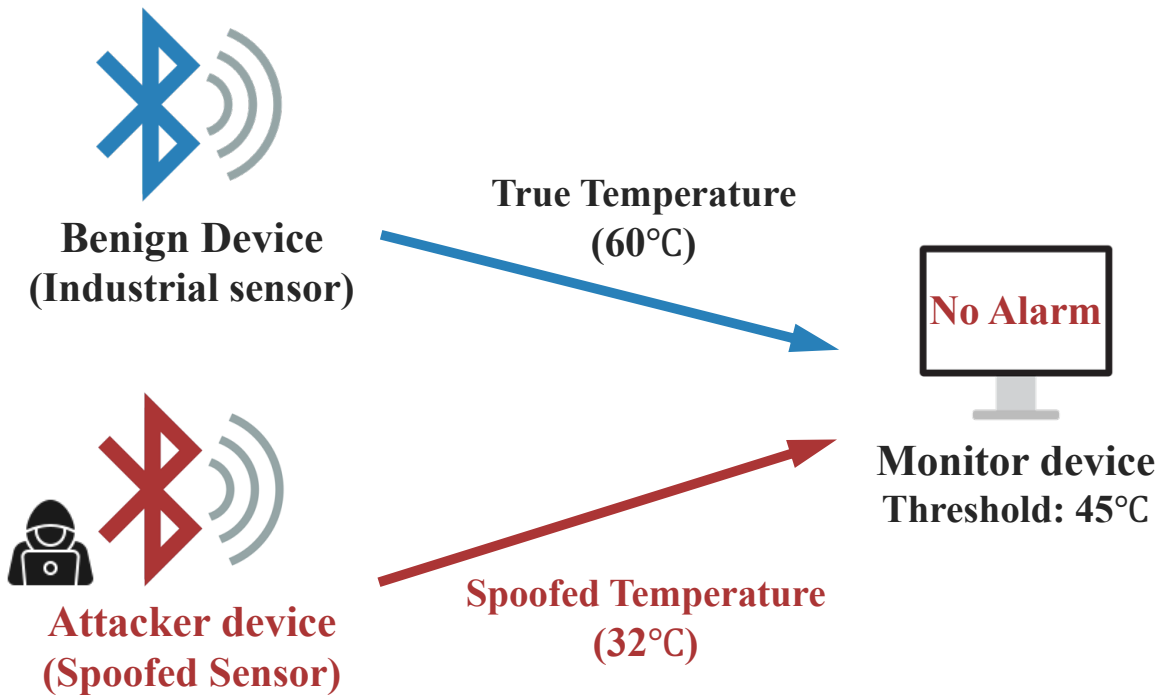 True Temperature
(60℃)
Benign Device
(Industrial sensor)
No Alarm
Monitor device
Threshold: 45℃
Spoofed Temperature
(32℃)
Attacker device
(Spoofed Sensor)